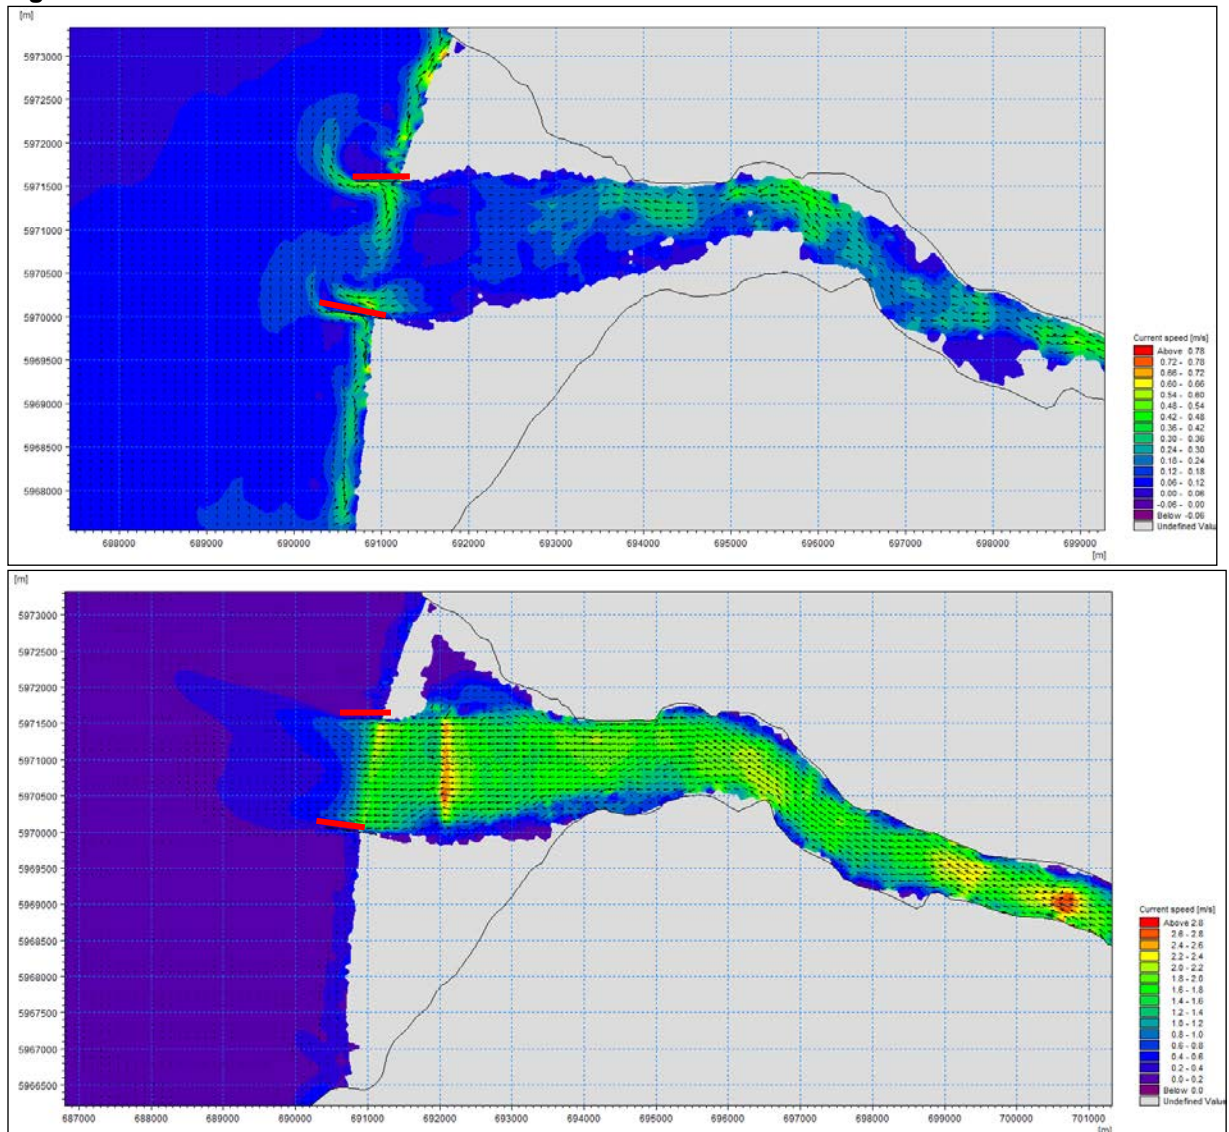 [m]
5973000
5972500
5972000
5971500
5971000
5970500
5970000
5969500
5969000
5968500
5968000
688000 689000 690000 691000 692000 693000 694000 695000 696000 697000 698000 699000
[m]
Current speed [m/s]
Above 0.78
0.72 - 0.78
0.66 - 0.72
0.60 - 0.66
0.54 - 0.60
0.48 - 0.54
0.42 - 0.48
0.36 - 0.42
0.30 - 0.36
0.24 - 0.30
0.18 - 0.24
0.12 - 0.18
0.06 - 0.12
0.00 - 0.06
-0.06 - 0.00
Below -0.06
Undefined Valu
[m]
5973000
5972500
5972000
5971500
5971000
5970500
5970000
5969500
5969000
5968500
5968000
5967500
5967000
5966500
687000 688000 689000 690000 691000 692000 693000 694000 695000 696000 697000 698000 699000 700000 701000
[m]
Current speed [m/s]
Above 2.8
2.6 - 2.8
2.4 - 2.6
2.2 - 2.4
2.0 - 2.2
1.8 - 2.0
1.6 - 1.8
1.4 - 1.6
1.2 - 1.4
1.0 - 1.2
0.8 - 1.0
0.6 - 0.8
0.4 - 0.6
0.2 - 0.4
0.0 - 0.2
Below 0.0
Undefined Value